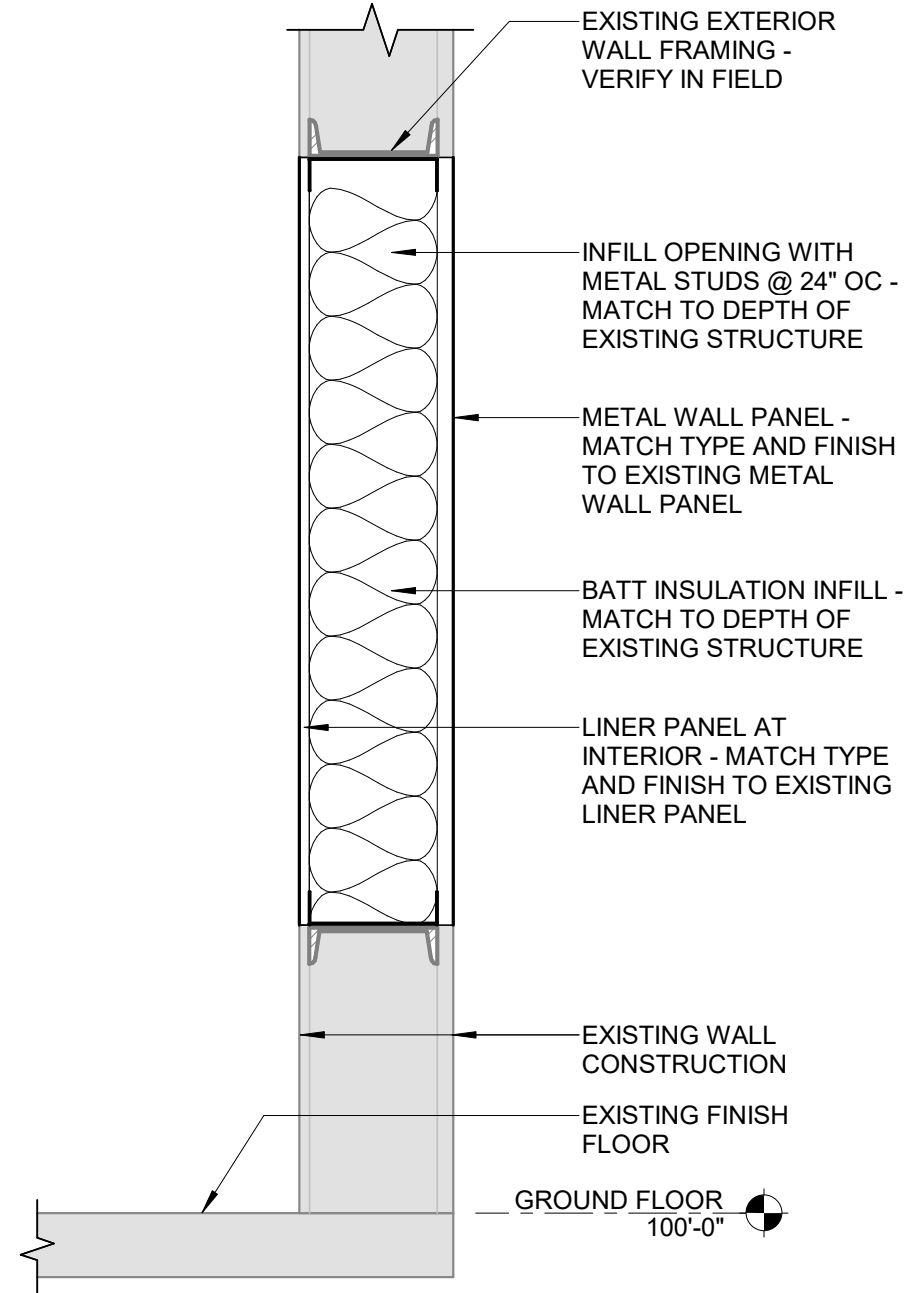 EXISTING EXTERIOR
WALL FRAMING -
VERIFY IN FIELD
INFILL OPENING WITH
METAL STUDS @ 24" OC -
MATCH TO DEPTH OF
EXISTING STRUCTURE
METAL WALL PANEL -
MATCH TYPE AND FINISH
TO EXISTING METAL
WALL PANEL
BATT INSULATION INFILL -
MATCH TO DEPTH OF
EXISTING STRUCTURE
LINER PANEL AT
INTERIOR - MATCH TYPE
AND FINISH TO EXISTING
LINER PANEL
EXISTING WALL
CONSTRUCTION
EXISTING FINISH
FLOOR
GROUND FLOOR
100'-0"